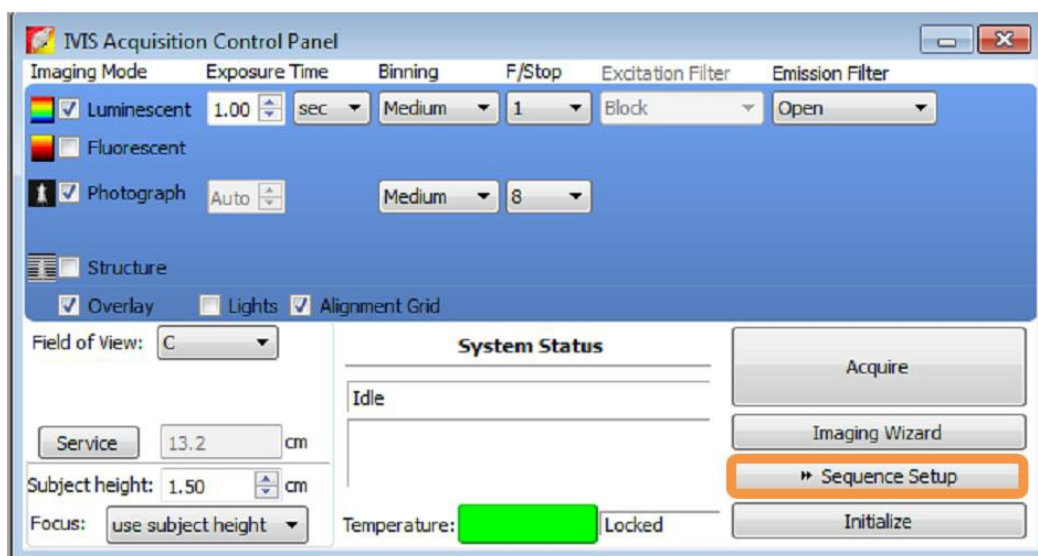 IVIS Acquisition Control Panel
Imaging Mode Exposure Time Binning F/Stop Excitation Filter Emission Filter
Luminescent 1.00 sec Medium 1 Block Open
Fluorescent
Photograph Auto Medium 8
Structure
Overlay Lights Alignment Grid
Field of View: C
System Status
Acquire
Idle
Service 13.2 cm
Imaging Wizard
Subject height: 1.50 cm
Sequence Setup
Focus: use subject height
Temperature: Locked
Initialize